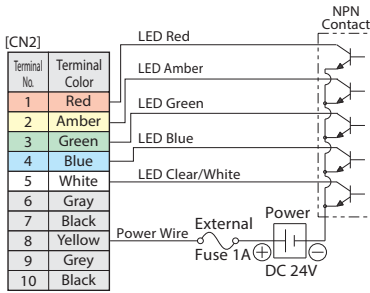 NPN
Contact
[CN2]
LED Red
Terminal No. Terminal Color
LED Amber
1 Red
2 Amber
LED Green
3 Green
LED Blue
4 Blue
5 White
LED Clear/White
6 Gray
7 Black
8 Yellow
Power Wire
External
Fuse 1A
Power
+
−
DC 24V
9 Grey
10 Black